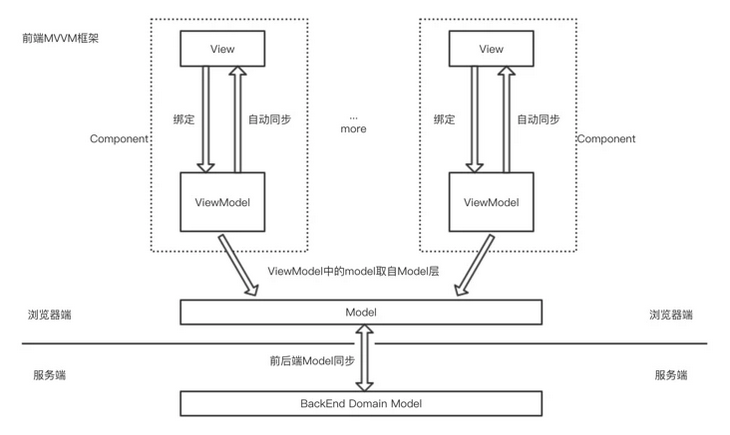 前端MVVM框架
View
View
绑定
自动同步
...
more
绑定
自动同步
Component
Component
ViewModel
ViewModel
ViewModel中的model取自Model层
Model
浏览器端
浏览器端
前后端Model同步
服务端
服务端
BackEnd Domain Model